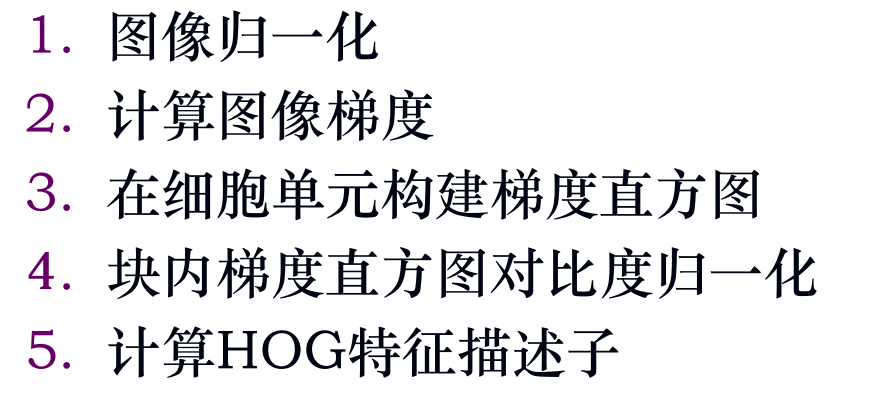 1. 图像归一化
2. 计算图像梯度
3. 在细胞单元构建梯度直方图
4. 块内梯度直方图对比度归一化
5. 计算HOG特征描述子